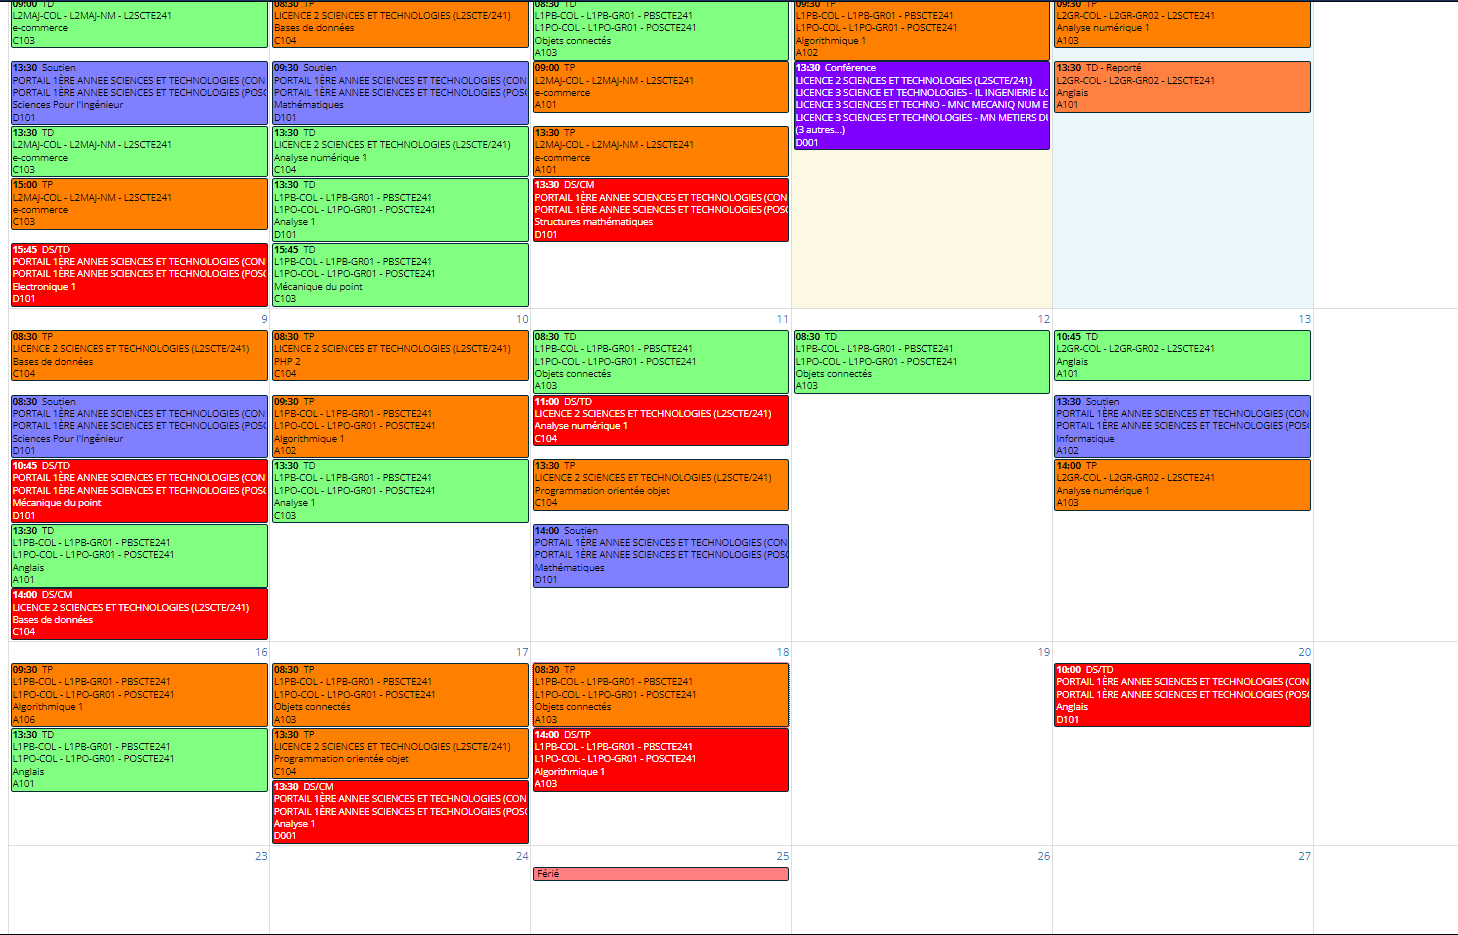 09:00 TD
L2MAJ-COL - L2MAJ-NM - L2SCTE241
e-commerce
C103
13:30 Soutien
PORTAIL 1ÈRE ANNEE SCIENCES ET TECHNOLOGIES (CON
PORTAIL 1ÈRE ANNEE SCIENCES ET TECHNOLOGIES (POSC
Sciences Pour l'Ingénieur
D101
13:30 TD
L2MAJ-COL - L2MAJ-NM - L2SCTE241
e-commerce
C103
15:00 TP
L2MAJ-COL - L2MAJ-NM - L2SCTE241
e-commerce
C103
15:45 DS/TD
PORTAIL 1ÈRE ANNEE SCIENCES ET TECHNOLOGIES (CON
PORTAIL 1ÈRE ANNEE SCIENCES ET TECHNOLOGIES (POSC
Electronique 1
D101
08:30 TP
LICENCE 2 SCIENCES ET TECHNOLOGIES (L2SCTE/241)
Bases de données
C104
09:30 Soutien
PORTAIL 1ÈRE ANNEE SCIENCES ET TECHNOLOGIES (CON
PORTAIL 1ÈRE ANNEE SCIENCES ET TECHNOLOGIES (POSC
Mathématiques
D101
13:30 TD
LICENCE 2 SCIENCES ET TECHNOLOGIES (L2SCTE/241)
Analyse numérique 1
C104
13:30 TD
L1PB-COL - L1PB-GR01 - PBSCTE241
L1PO-COL - L1PO-GR01 - POSCTE241
Analyse 1
D101
15:45 TD
L1PB-COL - L1PB-GR01 - PBSCTE241
L1PO-COL - L1PO-GR01 - POSCTE241
Mécanique du point
C103
08:30 TD
L1PB-COL - L1PB-GR01 - PBSCTE241
L1PO-COL - L1PO-GR01 - POSCTE241
Objets connectés
A103
09:00 TP
L2MAJ-COL - L2MAJ-NM - L2SCTE241
e-commerce
A101
13:30 TP
L2MAJ-COL - L2MAJ-NM - L2SCTE241
e-commerce
A101
13:30 DS/CM
PORTAIL 1ÈRE ANNEE SCIENCES ET TECHNOLOGIES (CON
PORTAIL 1ÈRE ANNEE SCIENCES ET TECHNOLOGIES (POSC
Structures mathématiques
D101
09:30 TP
L1PB-COL - L1PB-GR01 - PBSCTE241
L1PO-COL - L1PO-GR01 - POSCTE241
Algorithmique 1
A102
13:30 Conférence
LICENCE 2 SCIENCES ET TECHNOLOGIES (L2SCTE/241)
LICENCE 3 SCIENCE ET TECHNOLOGIES - IL INGENIERIE LO
LICENCE 3 SCIENCES ET TECHNO - MNC MECANIQ NUM E
LICENCE 3 SCIENCES ET TECHNOLOGIES - MN METIERS DU
(3 autres...)
D001
09:30 TP
L2GR-COL - L2GR-GR02 - L2SCTE241
Analyse numérique 1
A103
13:30 TD - Reporté
L2GR-COL - L2GR-GR02 - L2SCTE241
Anglais
A101
9
08:30 TP
LICENCE 2 SCIENCES ET TECHNOLOGIES (L2SCTE/241)
Bases de données
C104
08:30 Soutien
PORTAIL 1ÈRE ANNEE SCIENCES ET TECHNOLOGIES (CON
PORTAIL 1ÈRE ANNEE SCIENCES ET TECHNOLOGIES (POSC
Sciences Pour l'Ingénieur
D101
10:45 DS/TD
PORTAIL 1ÈRE ANNEE SCIENCES ET TECHNOLOGIES (CON
PORTAIL 1ÈRE ANNEE SCIENCES ET TECHNOLOGIES (POSC
Mécanique du point
D101
13:30 TD
L1PB-COL - L1PB-GR01 - PBSCTE241
L1PO-COL - L1PO-GR01 - POSCTE241
Anglais
A101
14:00 DS/CM
LICENCE 2 SCIENCES ET TECHNOLOGIES (L2SCTE/241)
Bases de données
C104
10
08:30 TP
LICENCE 2 SCIENCES ET TECHNOLOGIES (L2SCTE/241)
PHP 2
C104
09:30 TP
L1PB-COL - L1PB-GR01 - PBSCTE241
L1PO-COL - L1PO-GR01 - POSCTE241
Algorithmique 1
A102
13:30 TD
L1PB-COL - L1PB-GR01 - PBSCTE241
L1PO-COL - L1PO-GR01 - POSCTE241
Analyse 1
C103
11
08:30 TD
L1PB-COL - L1PB-GR01 - PBSCTE241
L1PO-COL - L1PO-GR01 - POSCTE241
Objets connectés
A103
11:00 DS/TD
LICENCE 2 SCIENCES ET TECHNOLOGIES (L2SCTE/241)
Analyse numérique 1
C104
13:30 TP
LICENCE 2 SCIENCES ET TECHNOLOGIES (L2SCTE/241)
Programmation orientée objet
C104
14:00 Soutien
PORTAIL 1ÈRE ANNEE SCIENCES ET TECHNOLOGIES (CON
PORTAIL 1ÈRE ANNEE SCIENCES ET TECHNOLOGIES (POSC
Mathématiques
D101
12
08:30 TD
L1PB-COL - L1PB-GR01 - PBSCTE241
L1PO-COL - L1PO-GR01 - POSCTE241
Objets connectés
A103
13
10:45 TD
L2GR-COL - L2GR-GR02 - L2SCTE241
Anglais
A101
13:30 Soutien
PORTAIL 1ÈRE ANNEE SCIENCES ET TECHNOLOGIES (CON
PORTAIL 1ÈRE ANNEE SCIENCES ET TECHNOLOGIES (POSC
Informatique
A102
14:00 TP
L2GR-COL - L2GR-GR02 - L2SCTE241
Analyse numérique 1
A103
16
09:30 TP
L1PB-COL - L1PB-GR01 - PBSCTE241
L1PO-COL - L1PO-GR01 - POSCTE241
Algorithmique 1
A106
13:30 TD
L1PB-COL - L1PB-GR01 - PBSCTE241
L1PO-COL - L1PO-GR01 - POSCTE241
Anglais
A101
17
08:30 TP
L1PB-COL - L1PB-GR01 - PBSCTE241
L1PO-COL - L1PO-GR01 - POSCTE241
Objets connectés
A103
13:30 TP
LICENCE 2 SCIENCES ET TECHNOLOGIES (L2SCTE/241)
Programmation orientée objet
C104
13:30 DS/CM
PORTAIL 1ÈRE ANNEE SCIENCES ET TECHNOLOGIES (CON
PORTAIL 1ÈRE ANNEE SCIENCES ET TECHNOLOGIES (POSC
Analyse 1
D001
18
08:30 TP
L1PB-COL - L1PB-GR01 - PBSCTE241
L1PO-COL - L1PO-GR01 - POSCTE241
Objets connectés
A103
14:00 DS/TP
L1PB-COL - L1PB-GR01 - PBSCTE241
L1PO-COL - L1PO-GR01 - POSCTE241
Algorithmique 1
A103
19
20
10:00 DS/TD
PORTAIL 1ÈRE ANNEE SCIENCES ET TECHNOLOGIES (CON
PORTAIL 1ÈRE ANNEE SCIENCES ET TECHNOLOGIES (POSC
Anglais
D101
23
24
25
Férié
26
27